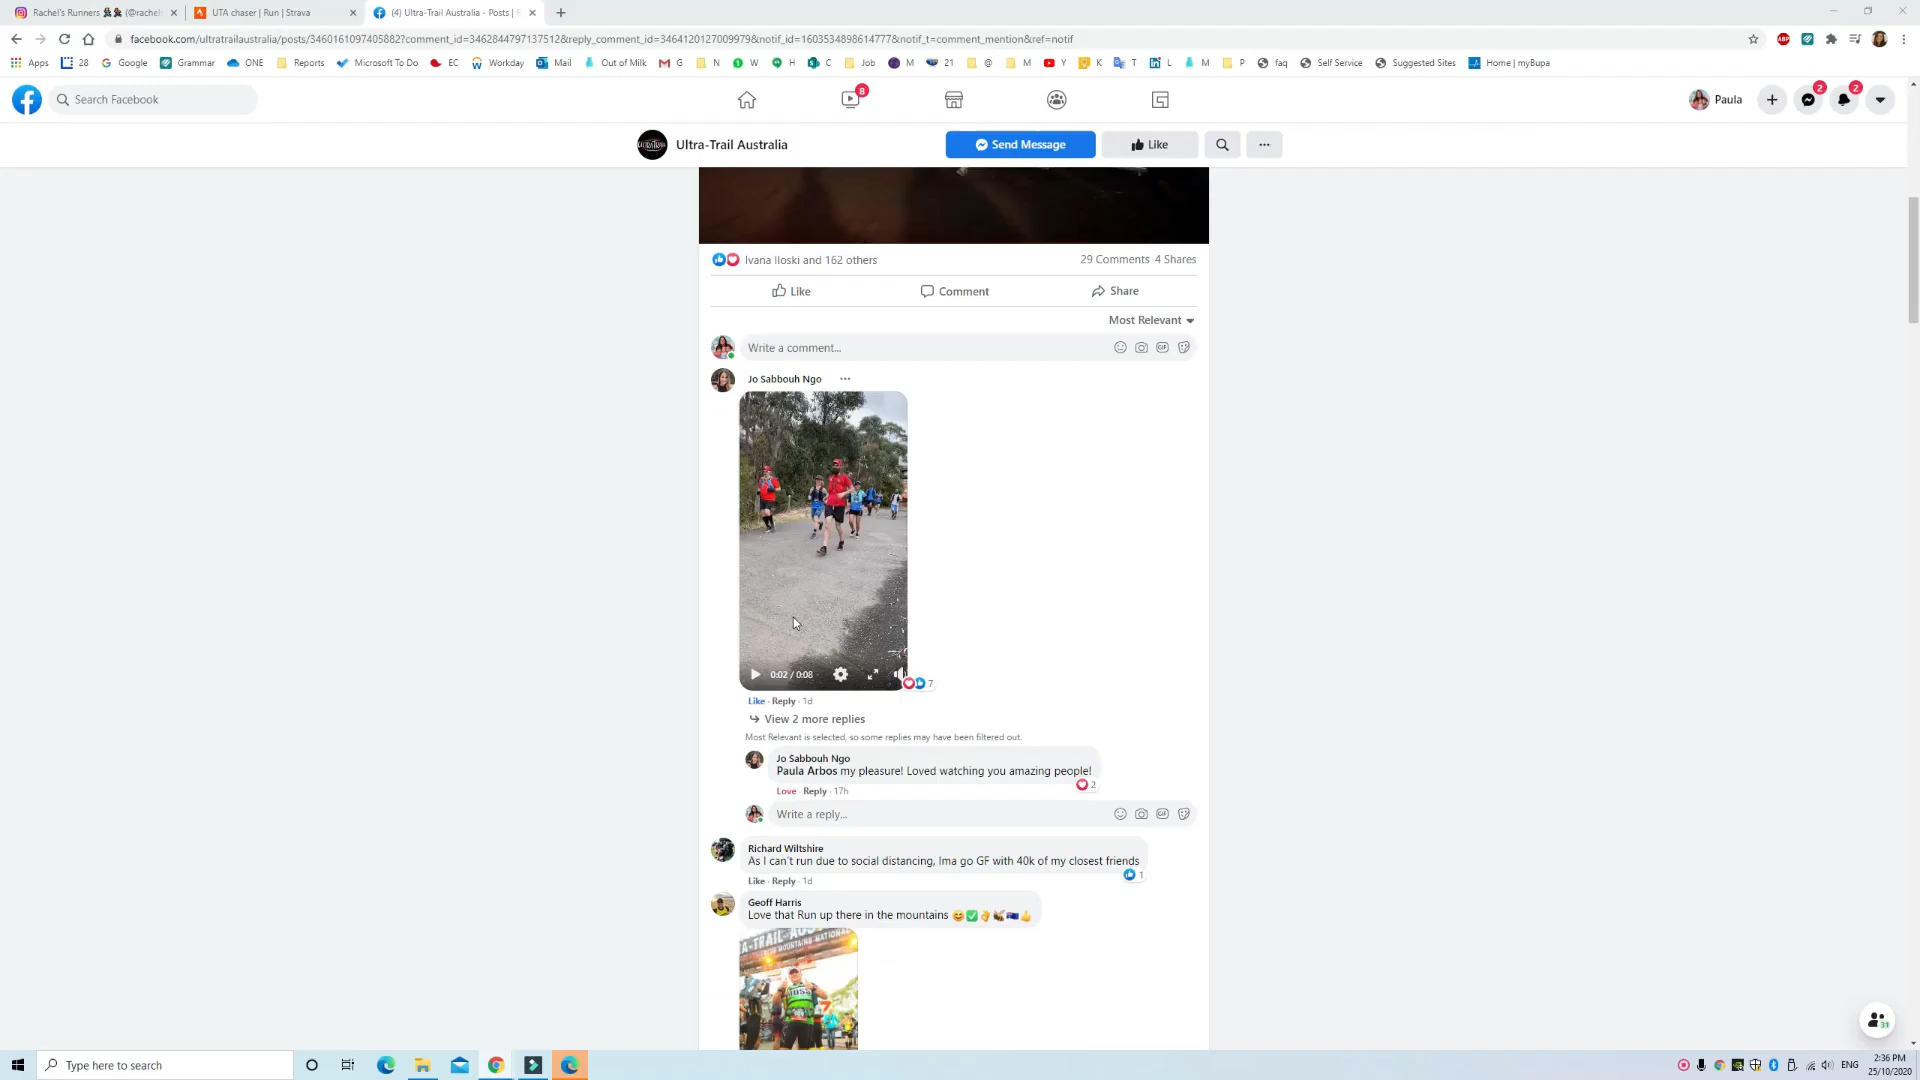 Rachel's Runners
UTA chaser | Run | Strava
(4) Ultra-Trail Australia - Posts | F
facebook.com/ultratrailaustralia/posts/3460161097405882?comment_id=3462844797137512&reply_comment_id=3464120127009979&notif_id=1603534898614777&notif_t=comment_mention&ref=notif
Apps 28 Google Grammar ONE Reports Microsoft To Do EC Workday Mail Out of Milk G N W H C Job M 21 @ M Y K T L M P faq Self Service Suggested Sites Home | myBupa
Search Facebook 8 Paula 2 2
Ultra-Trail Australia Send Message Like
Ivana Iloski and 162 others 29 Comments 4 Shares
Like Comment Share
Most Relevant
Write a comment... GIF
Jo Sabbouh Ngo
0:02 / 0:08
7
Like · Reply · 1d
View 2 more replies
Most Relevant is selected, so some replies may have been filtered out.
Jo Sabbouh Ngo
Paula Arbos my pleasure! Loved watching you amazing people!
2
Love · Reply · 17h
Write a reply... GIF
Richard Wiltshire
As I can't run due to social distancing, Ima go GF with 40k of my closest friends
1
Like · Reply · 1d
Geoff Harris
Love that Run up there in the mountains 😄✅👌🐝🇦🇺👍
31
Type here to search
ENG
2:36 PM
25/10/2020